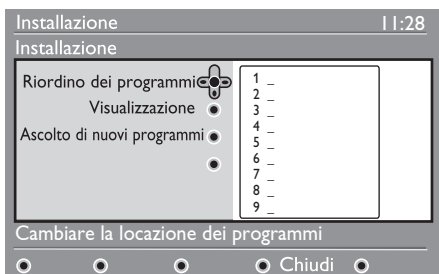 Installazione 11:28
Installazione
Riordino dei programmi
Visualizzazione
Ascolto di nuovi programmi
1 _
2 _
3 _
4 _
5 _
6 _
7 _
8 _
9 _
Cambiare la locazione dei programmi
Chiudi